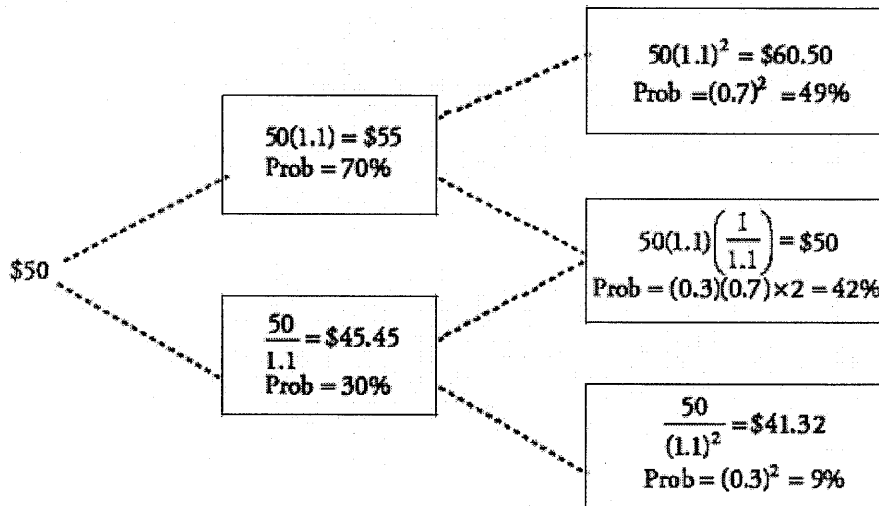 $50
50(1.1) = $55
Prob = 70%
50/1.1 = $45.45
Prob = 30%
50(1.1)² = $60.50
Prob =(0.7)² =49%
50(1.1)(1/1.1) = $50
Prob = (0.3)(0.7)×2 = 42%
50/(1.1)² =$41.32
Prob= (0.3)² = 9%